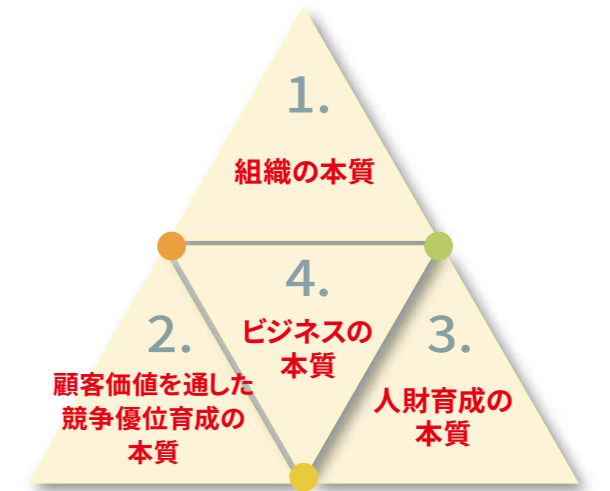 1.
組織の本質
2.
顧客価値を通した
競争優位育成の
本質
4.
ビジネスの
本質
3.
人財育成の
本質